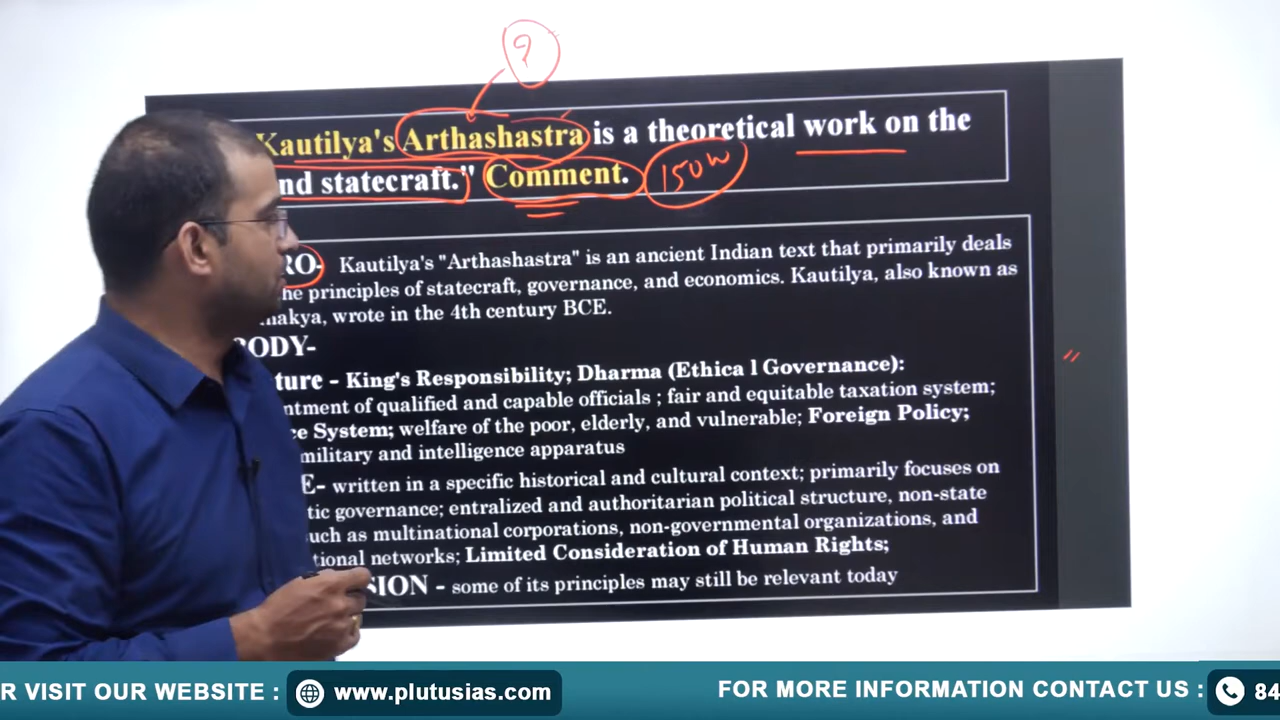 ?
Kautilya's Arthashastra is a theoretical work on the
nd statecraft." Comment. 150 W
RO- Kautilya's "Arthashastra" is an ancient Indian text that primarily deals
he principles of statecraft, governance, and economics. Kautilya, also known as
nakya, wrote in the 4th century BCE.
BODY-
ture - King's Responsibility; Dharma (Ethica l Governance):
ntment of qualified and capable officials ; fair and equitable taxation system;
ce System; welfare of the poor, elderly, and vulnerable; Foreign Policy;
military and intelligence apparatus
E- written in a specific historical and cultural context; primarily focuses on
tic governance; entralized and authoritarian political structure, non-state
uch as multinational corporations, non-governmental organizations, and
tional networks; Limited Consideration of Human Rights;
SION - some of its principles may still be relevant today
R VISIT OUR WEBSITE : www.plutusias.com FOR MORE INFORMATION CONTACT US : 84